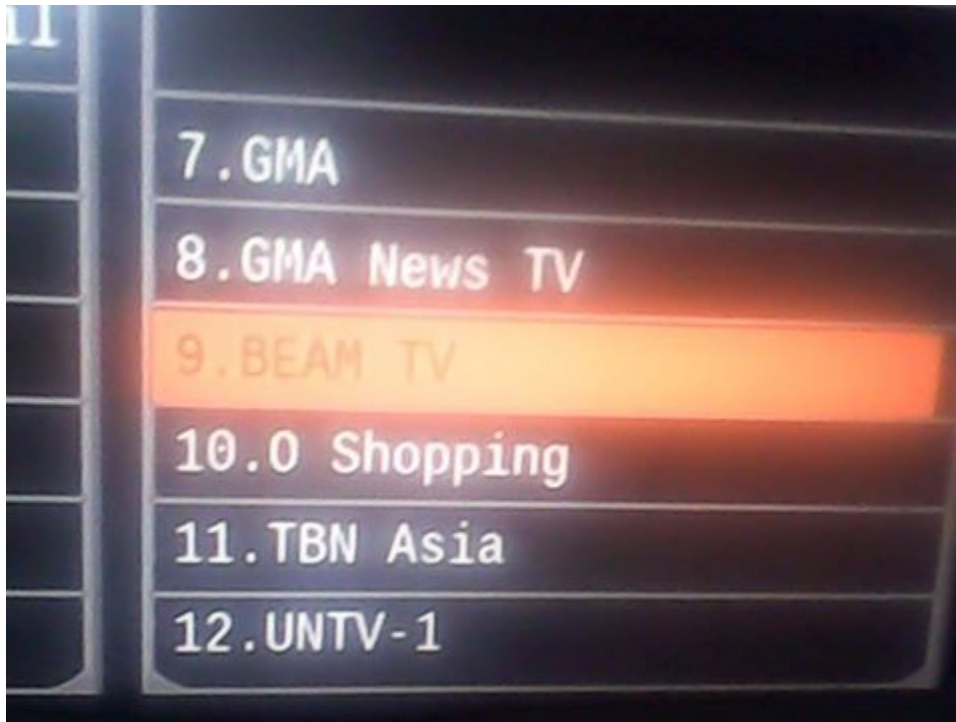 7.GMA
8.GMA News TV
9.BEAM TV
10.O Shopping
11.TBN Asia
12.UNTV-1